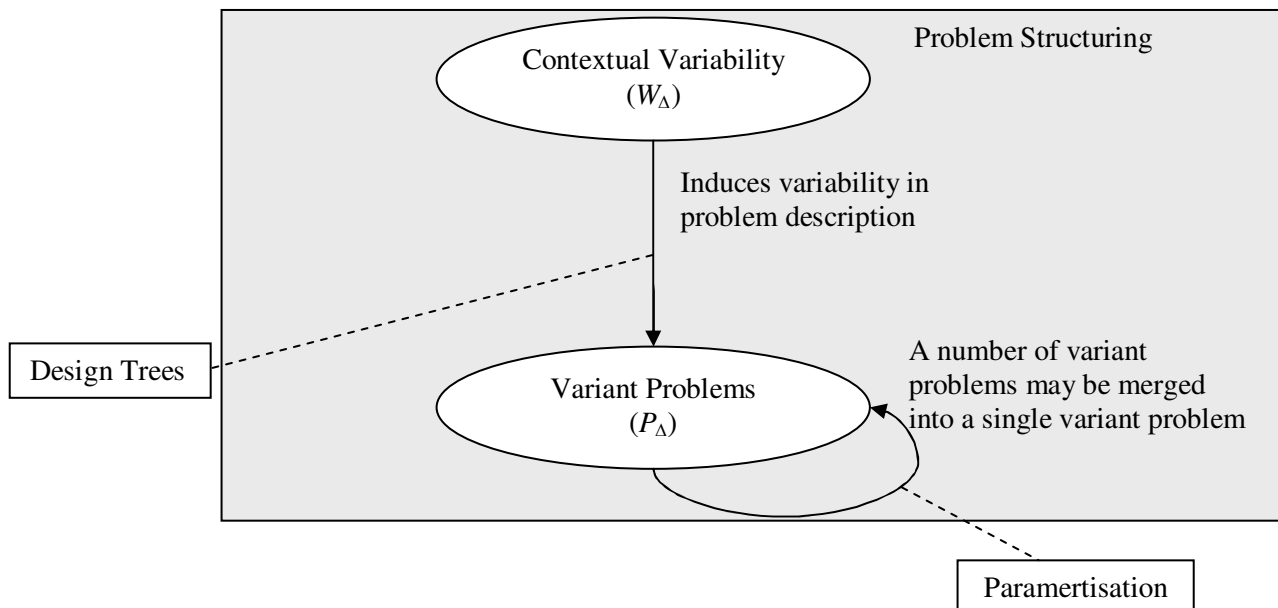 Problem Structuring
Contextual Variability
(W_Δ)
Induces variability in
problem description
Design Trees
A number of variant
problems may be merged
into a single variant problem
Variant Problems
(P_Δ)
Paramertisation